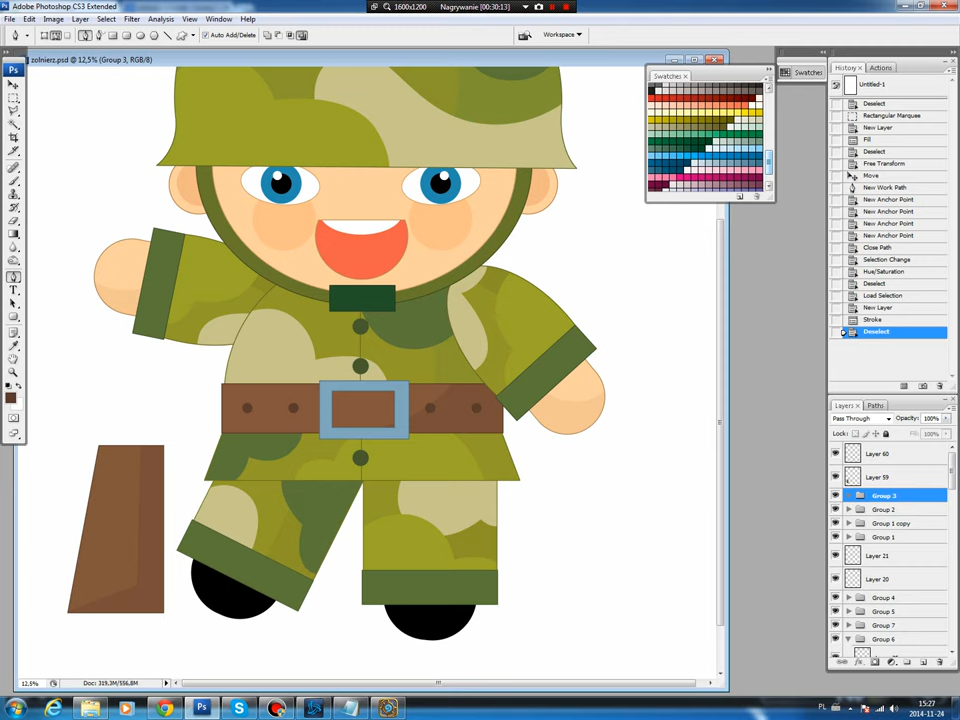 Adobe Photoshop CS3 Extended
1600x1200 Nagrywanie [00:30:13]
File Edit Image Layer Select Filter Analysis View Window Help
Auto Add/Delete
Workspace
zolnierz.psd @ 12,5% (Group 3, RGB/8)
Swatches ×
Swatches
History × Actions
Untitled-1
Deselect
Rectangular Marquee
New Layer
Fill
Deselect
Free Transform
Move
New Work Path
New Anchor Point
New Anchor Point
New Anchor Point
New Anchor Point
Close Path
Selection Change
Hue/Saturation
Deselect
Load Selection
New Layer
Stroke
Deselect
Layers × Paths
Pass Through Opacity: 100%
Lock: Fill: 100%
Layer 60
Layer 59
Group 3
Group 2
Group 1 copy
Group 1
Layer 21
Layer 20
Group 4
Group 5
Group 7
Group 6
12,5% Doc: 319,3M/556,8M
PL 15:27
2014-11-24